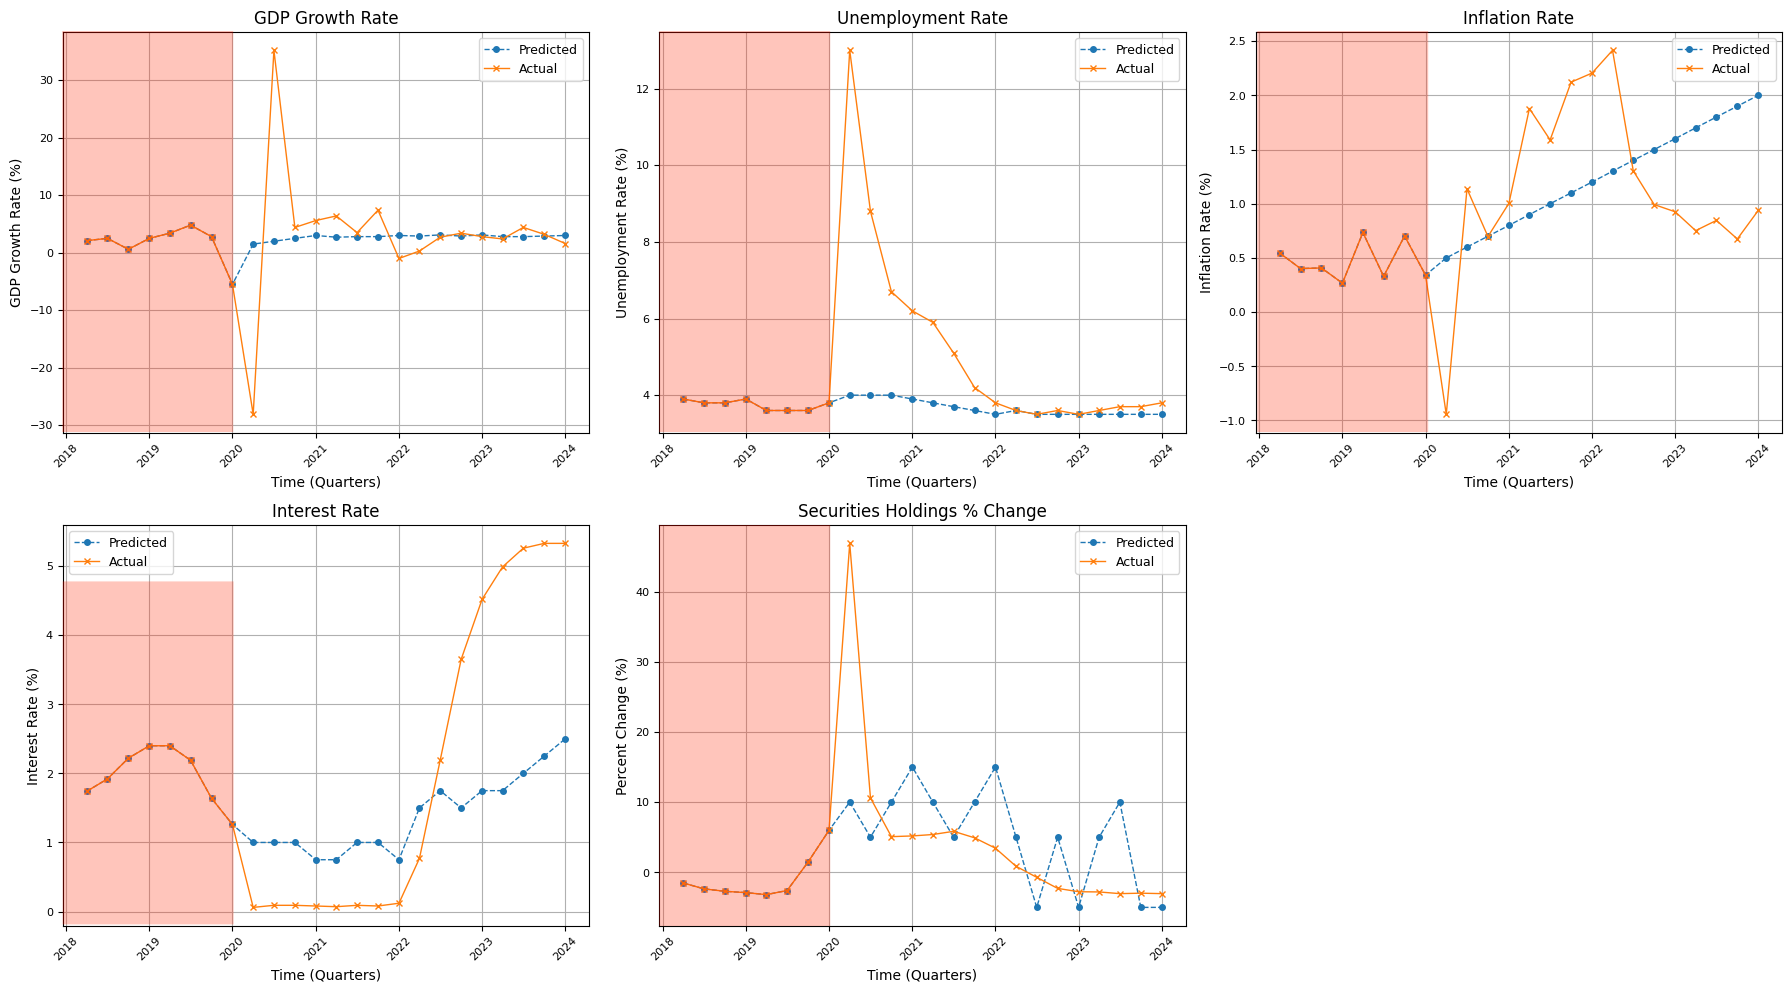 GDP Growth Rate
GDP Growth Rate (%)
30
20
10
0
−10
−20
−30
Predicted
Actual
2018 2019 2020 2021 2022 2023 2024
Time (Quarters)
Unemployment Rate
Unemployment Rate (%)
12
10
8
6
4
Predicted
Actual
2018 2019 2020 2021 2022 2023 2024
Time (Quarters)
Inflation Rate
Inflation Rate (%)
2.5
2.0
1.5
1.0
0.5
0.0
−0.5
−1.0
Predicted
Actual
2018 2019 2020 2021 2022 2023 2024
Time (Quarters)
Interest Rate
Interest Rate (%)
5
4
3
2
1
0
Predicted
Actual
2018 2019 2020 2021 2022 2023 2024
Time (Quarters)
Securities Holdings % Change
Percent Change (%)
40
30
20
10
0
Predicted
Actual
2018 2019 2020 2021 2022 2023 2024
Time (Quarters)